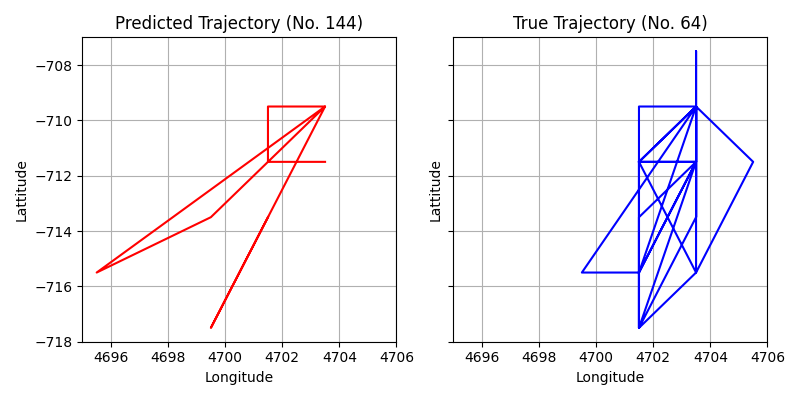 Predicted Trajectory (No. 144)
True Trajectory (No. 64)
−708
−710
−712
−714
−716
−718
Lattitude
Lattitude
4696 4698 4700 4702 4704 4706
4696 4698 4700 4702 4704 4706
Longitude
Longitude